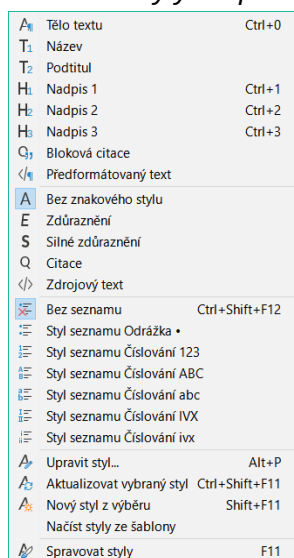 Tělo textu Ctrl+0
Název
Podtitul
Nadpis 1 Ctrl+1
Nadpis 2 Ctrl+2
Nadpis 3 Ctrl+3
Bloková citace
Předformátovaný text
Bez znakového stylu
Zdůraznění
Silné zdůraznění
Citace
Zdrojový text
Bez seznamu Ctrl+Shift+F12
Styl seznamu Odrážka •
Styl seznamu Číslování 123
Styl seznamu Číslování ABC
Styl seznamu Číslování abc
Styl seznamu Číslování IVX
Styl seznamu Číslování ivx
Upravit styl... Alt+P
Aktualizovat vybraný styl Ctrl+Shift+F11
Nový styl z výběru Shift+F11
Načíst styly ze šablony
Spravovat styly F11